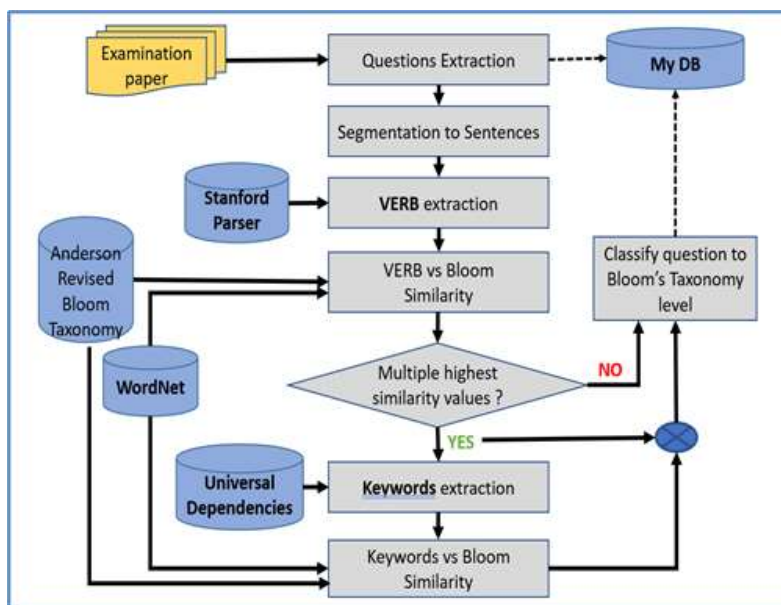 Examination
paper
Questions Extraction
My DB
Segmentation to Sentences
Stanford
Parser
VERB extraction
Anderson
Revised
Bloom
Taxonomy
VERB vs Bloom
Similarity
Classify question to
Bloom's Taxonomy
level
WordNet
Multiple highest
similarity values ?
NO
YES
Universal
Dependencies
Keywords extraction
Keywords vs Bloom
Similarity